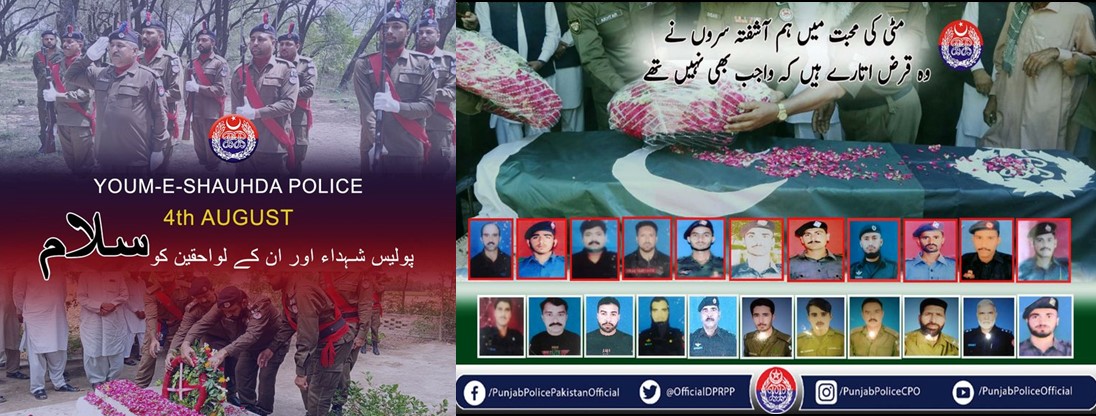 YOUM-E-SHAUHDA POLICE
4th AUGUST
پولیس شہداء اور ان کے لواحقین کو سلام
مٹی کی محبت میں ہم آشفتہ سروں نے
وہ قرض اتارے ہیں کہ واجب بھی نہیں تھے
/PunjabPolicePakistanOfficial
@OfficialDPRPP
/PunjabPoliceCPO
/PunjabPoliceOfficial